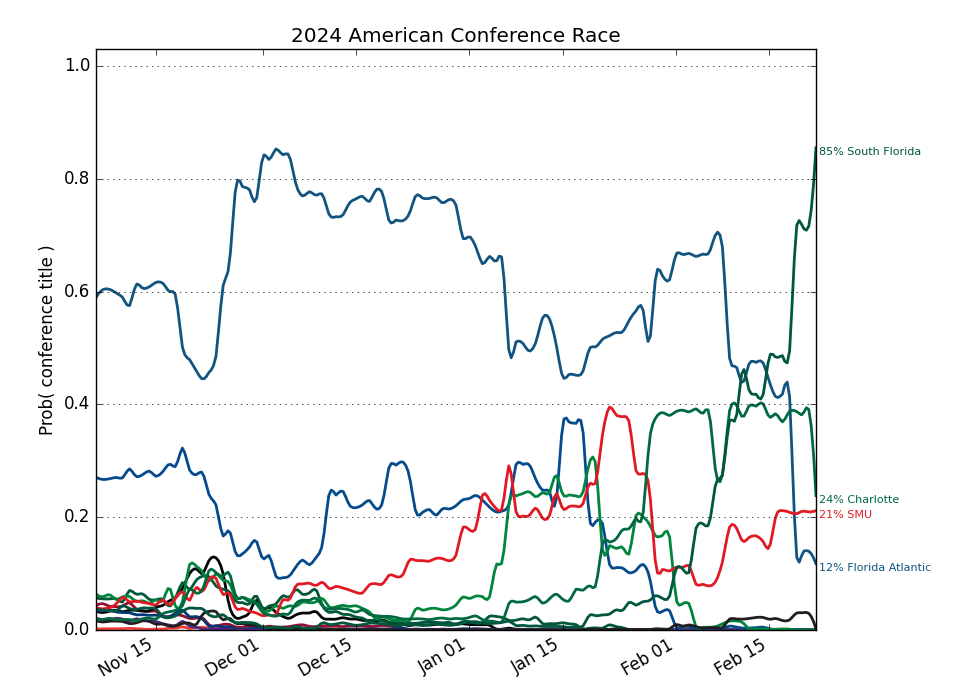 2024 American Conference Race
Prob( conference title )
1.0
0.8
0.6
0.4
0.2
0.0
85% South Florida
24% Charlotte
21% SMU
12% Florida Atlantic
Nov 15
Dec 01
Dec 15
Jan 01
Jan 15
Feb 01
Feb 15